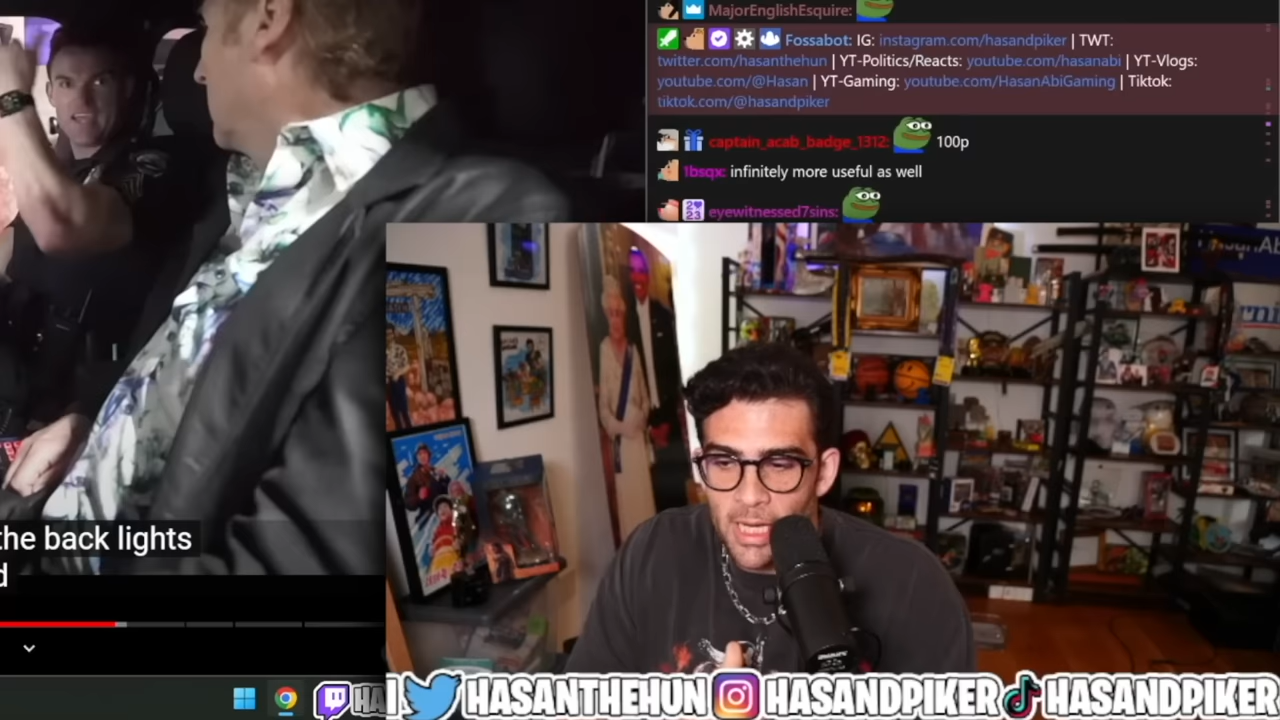 MajorEnglishEsquire:
Fossabot: IG: instagram.com/hasandpiker | TWT:
twitter.com/hasanthehun | YT-Politics/Reacts: youtube.com/hasanabi | YT-Vlogs:
youtube.com/@Hasan | YT-Gaming: youtube.com/HasanAbiGaming | Tiktok:
tiktok.com/@hasandpiker
captain_acab_badge_1312: 100p
1bsqx: infinitely more useful as well
eyewitnessed7sins:
the back lights
d
HASANTHEHUN HASANDPIKER HASANDPIKER